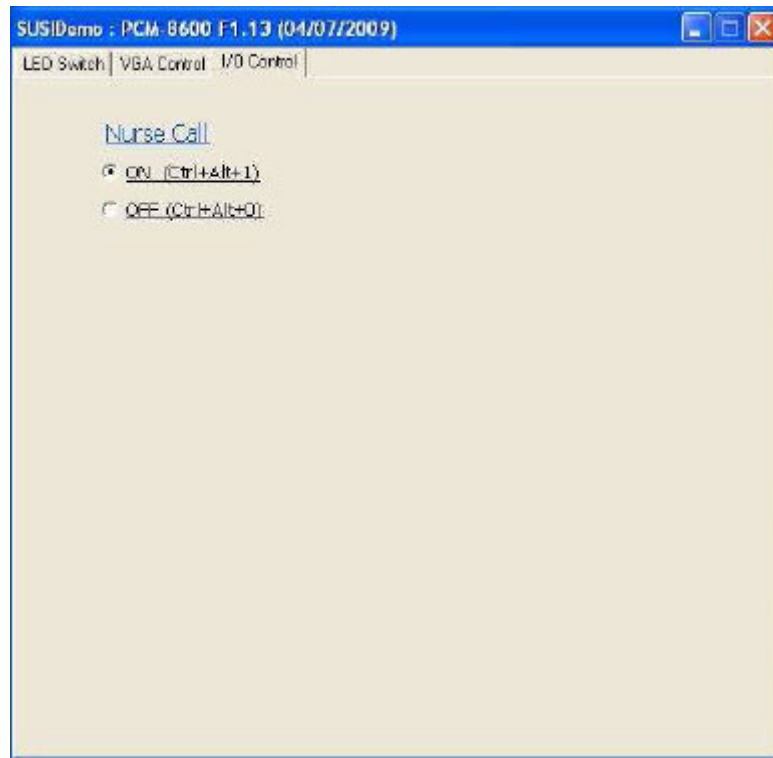 SUSIDemo : PCM-8600 F1.13 (04/07/2009)
LED Switch VGA Control I/O Control
Nurse Call
ON (Ctrl+Alt+1)
OFF (Ctrl+Alt+0)